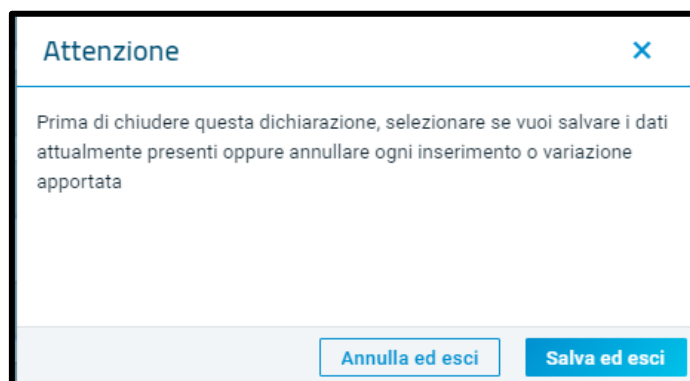 Attenzione
Prima di chiudere questa dichiarazione, selezionare se vuoi salvare i dati
attualmente presenti oppure annullare ogni inserimento o variazione
apportata
Annulla ed esci
Salva ed esci